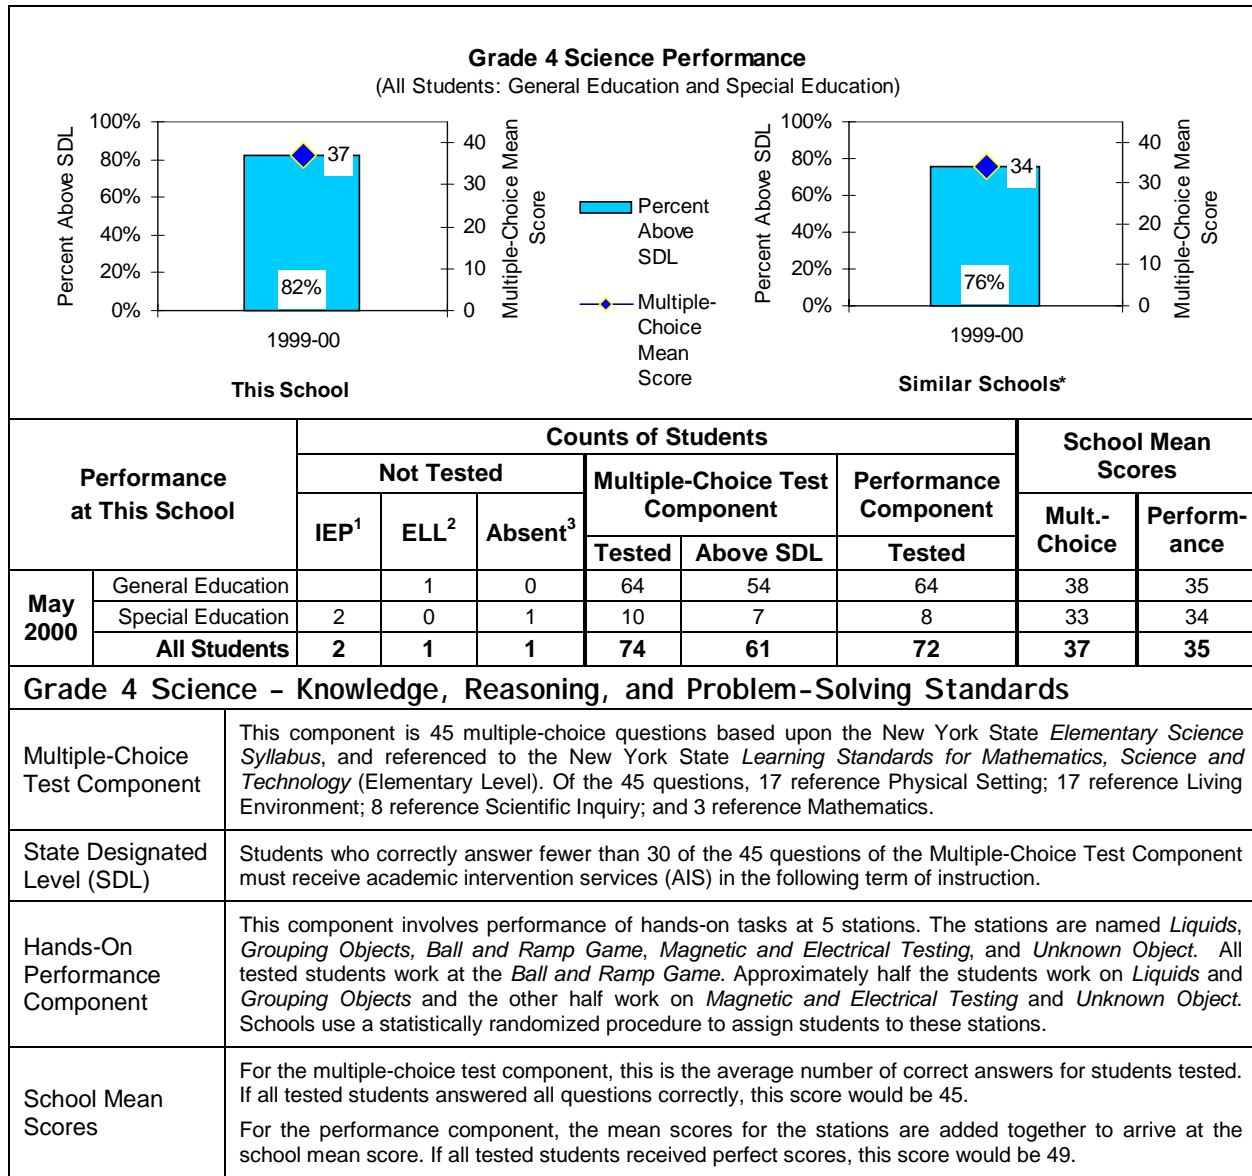 Grade 4 Science Performance
(All Students: General Education and Special Education)
Percent Above SDL
100%
80%
60%
40%
20%
0%
37
82%
1999-00
40
30
20
10
0
Multiple-Choice Mean
Score
This School
Percent
Above
SDL
Multiple-
Choice
Mean
Score
Percent Above SDL
100%
80%
60%
40%
20%
0%
34
76%
1999-00
40
30
20
10
0
Multiple-Choice Mean
Score
Similar Schools*
Performance
at This School
Counts of Students
School Mean
Scores
Not Tested
Multiple-Choice Test
Component
Performance
Component
IEP1 ELL2 Absent3
Mult.-
Choice
Perform-
ance
Tested Above SDL Tested
May
2000
General Education 1 0 64 54 64 38 35
Special Education 2 0 1 10 7 8 33 34
All Students 2 1 1 74 61 72 37 35
Grade 4 Science – Knowledge, Reasoning, and Problem-Solving Standards
Multiple-Choice
Test Component
This component is 45 multiple-choice questions based upon the New York State Elementary Science
Syllabus, and referenced to the New York State Learning Standards for Mathematics, Science and
Technology (Elementary Level). Of the 45 questions, 17 reference Physical Setting; 17 reference Living
Environment; 8 reference Scientific Inquiry; and 3 reference Mathematics.
State Designated
Level (SDL)
Students who correctly answer fewer than 30 of the 45 questions of the Multiple-Choice Test Component
must receive academic intervention services (AIS) in the following term of instruction.
Hands-On
Performance
Component
This component involves performance of hands-on tasks at 5 stations. The stations are named Liquids,
Grouping Objects, Ball and Ramp Game, Magnetic and Electrical Testing, and Unknown Object. All
tested students work at the Ball and Ramp Game. Approximately half the students work on Liquids and
Grouping Objects and the other half work on Magnetic and Electrical Testing and Unknown Object.
Schools use a statistically randomized procedure to assign students to these stations.
School Mean
Scores
For the multiple-choice test component, this is the average number of correct answers for students tested.
If all tested students answered all questions correctly, this score would be 45.
For the performance component, the mean scores for the stations are added together to arrive at the
school mean score. If all tested students received perfect scores, this score would be 49.